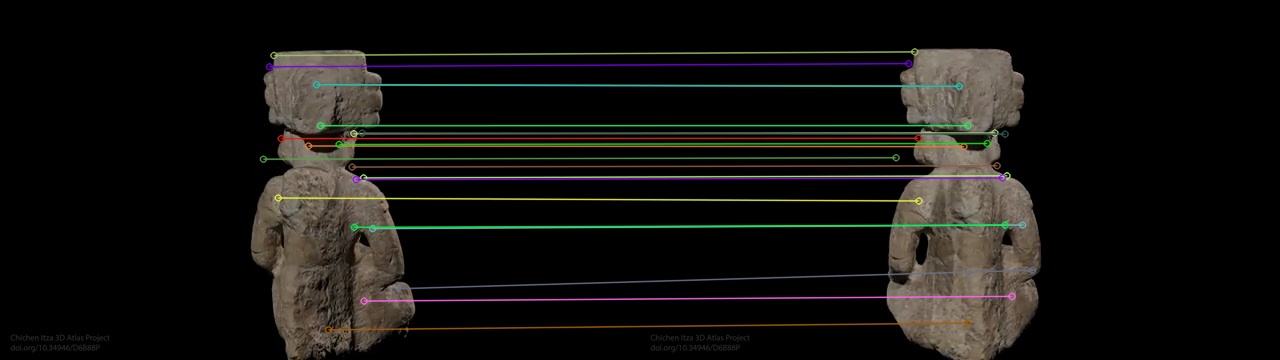 Chichen Itza 3D Atlas Project
doi.org/10.34946/D6B88P
Chichen Itza 3D Atlas Project
doi.org/10.34946/D6B88P